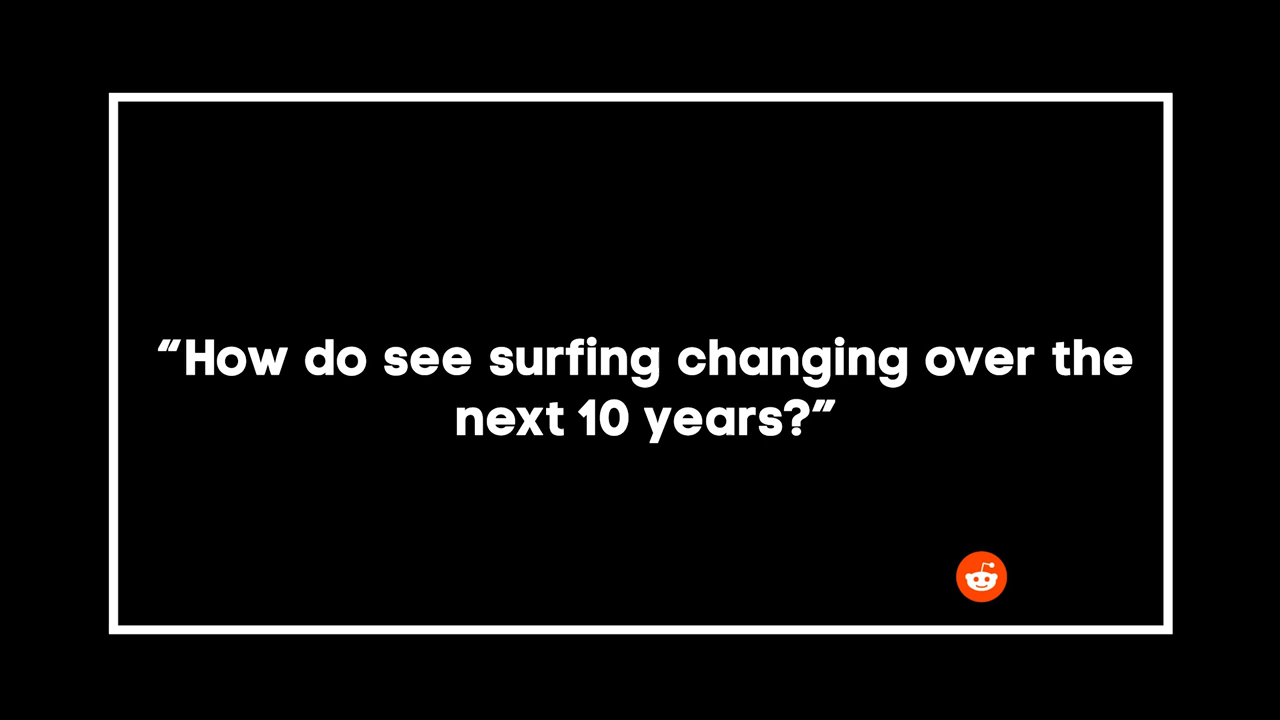 “How do see surfing changing over the
next 10 years?”